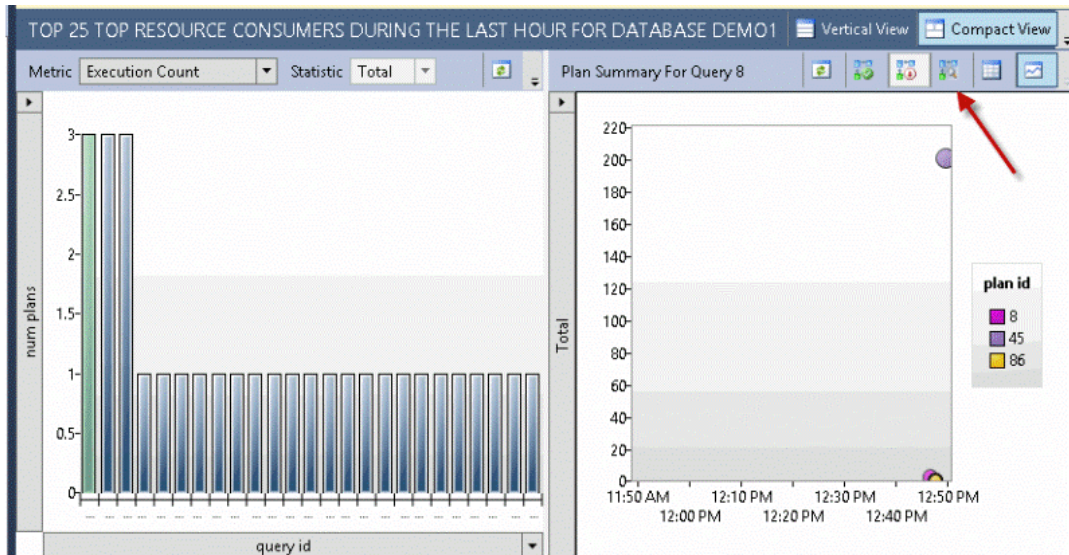 TOP 25 TOP RESOURCE CONSUMERS DURING THE LAST HOUR FOR DATABASE DEMO1
Vertical View
Compact View
Metric Execution Count Statistic Total
Plan Summary For Query 8
num plans
3
2.5
2
1.5
1
0.5
0
query id
Total
220
200
180
160
140
120
100
80
60
40
20
0
11:50 AM 12:10 PM 12:30 PM 12:50 PM
12:00 PM 12:20 PM 12:40 PM
plan id
8
45
86